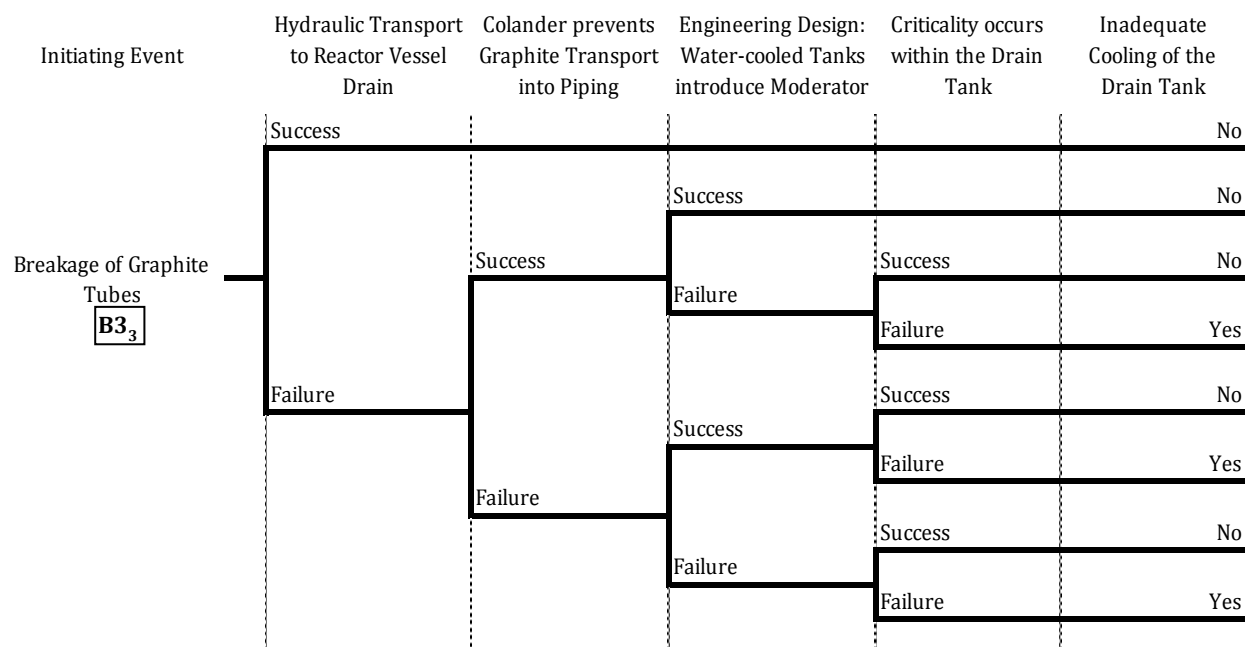 Initiating Event
Hydraulic Transport
to Reactor Vessel
Drain
Colander prevents
Graphite Transport
into Piping
Engineering Design:
Water-cooled Tanks
introduce Moderator
Criticality occurs
within the Drain
Tank
Inadequate
Cooling of the
Drain Tank
Success
No
Success
No
Breakage of Graphite
Tubes
B3₃
Success
Success
No
Failure
Failure
Yes
Failure
Success
No
Success
Failure
Yes
Failure
Success
No
Failure
Failure
Yes